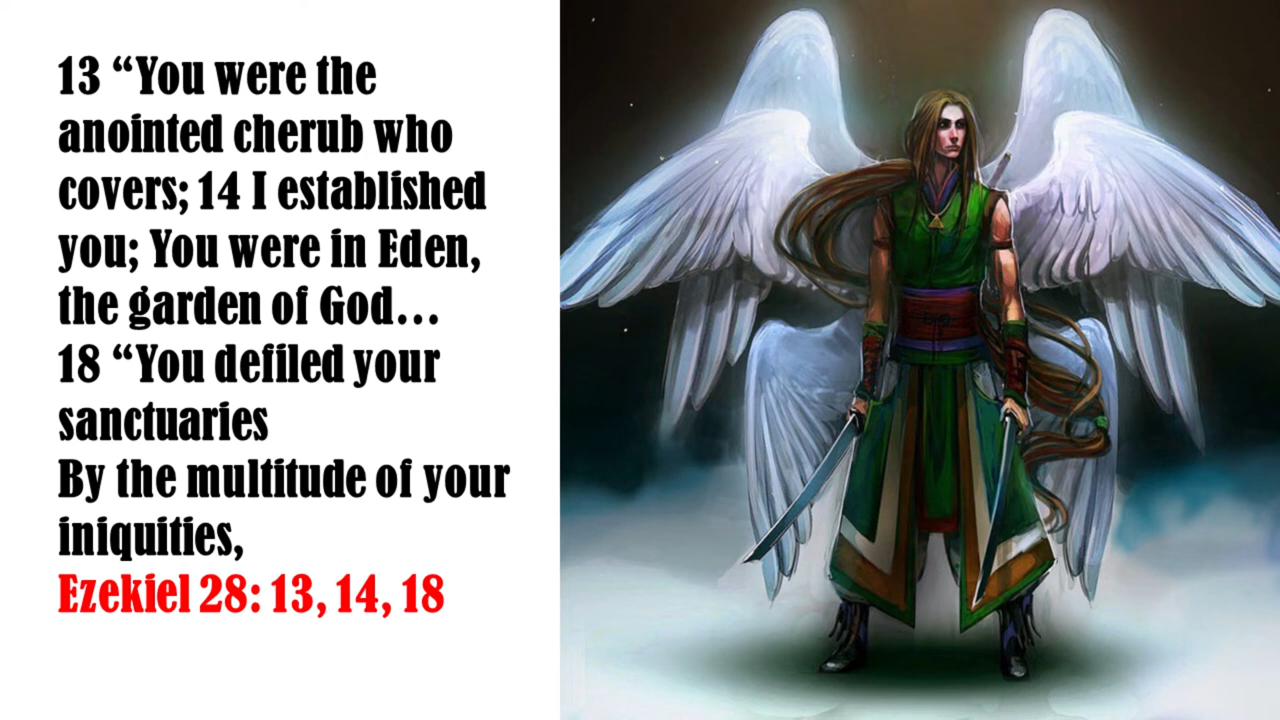 13 “You were the
anointed cherub who
covers; 14 I established
you; You were in Eden,
the garden of God…
18 “You defiled your
sanctuaries
By the multitude of your
iniquities,
Ezekiel 28: 13, 14, 18